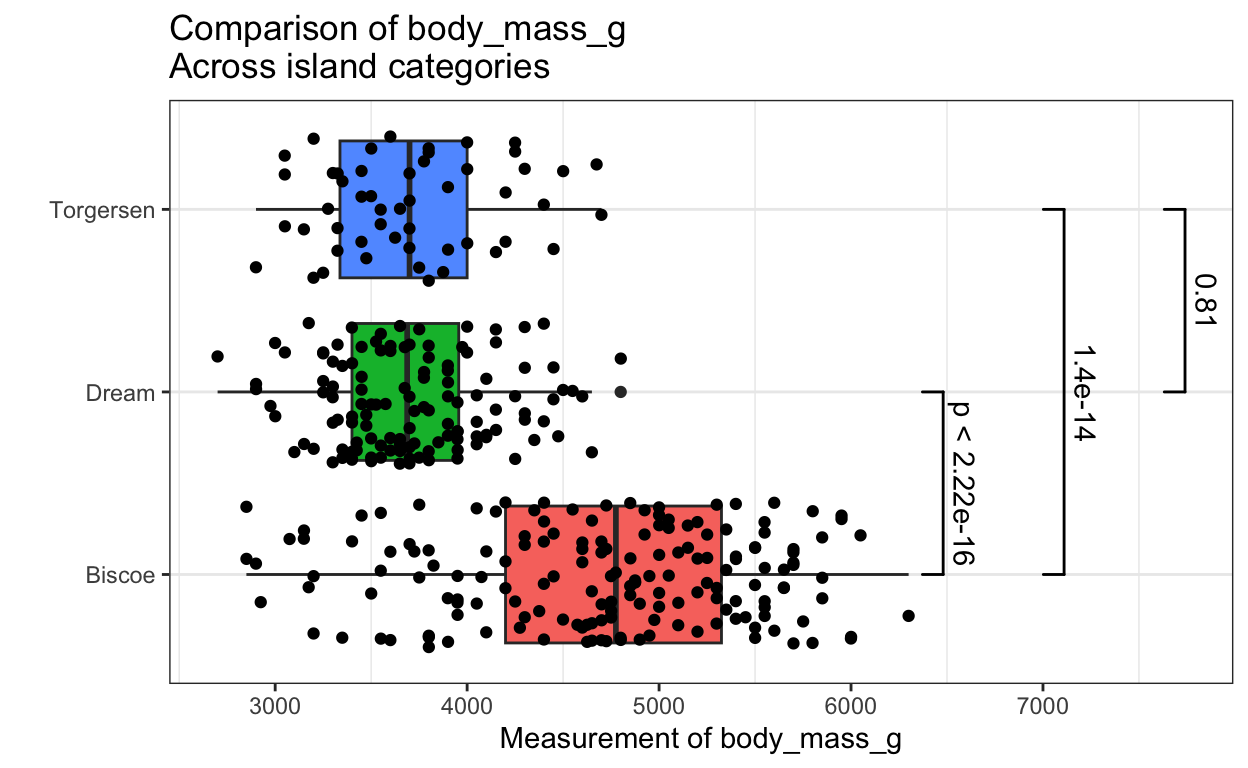 Comparison of body_mass_g
Across island categories
Torgersen
Dream
Biscoe
0.81
1.4e-14
p < 2.22e-16
3000 4000 5000 6000 7000
Measurement of body_mass_g